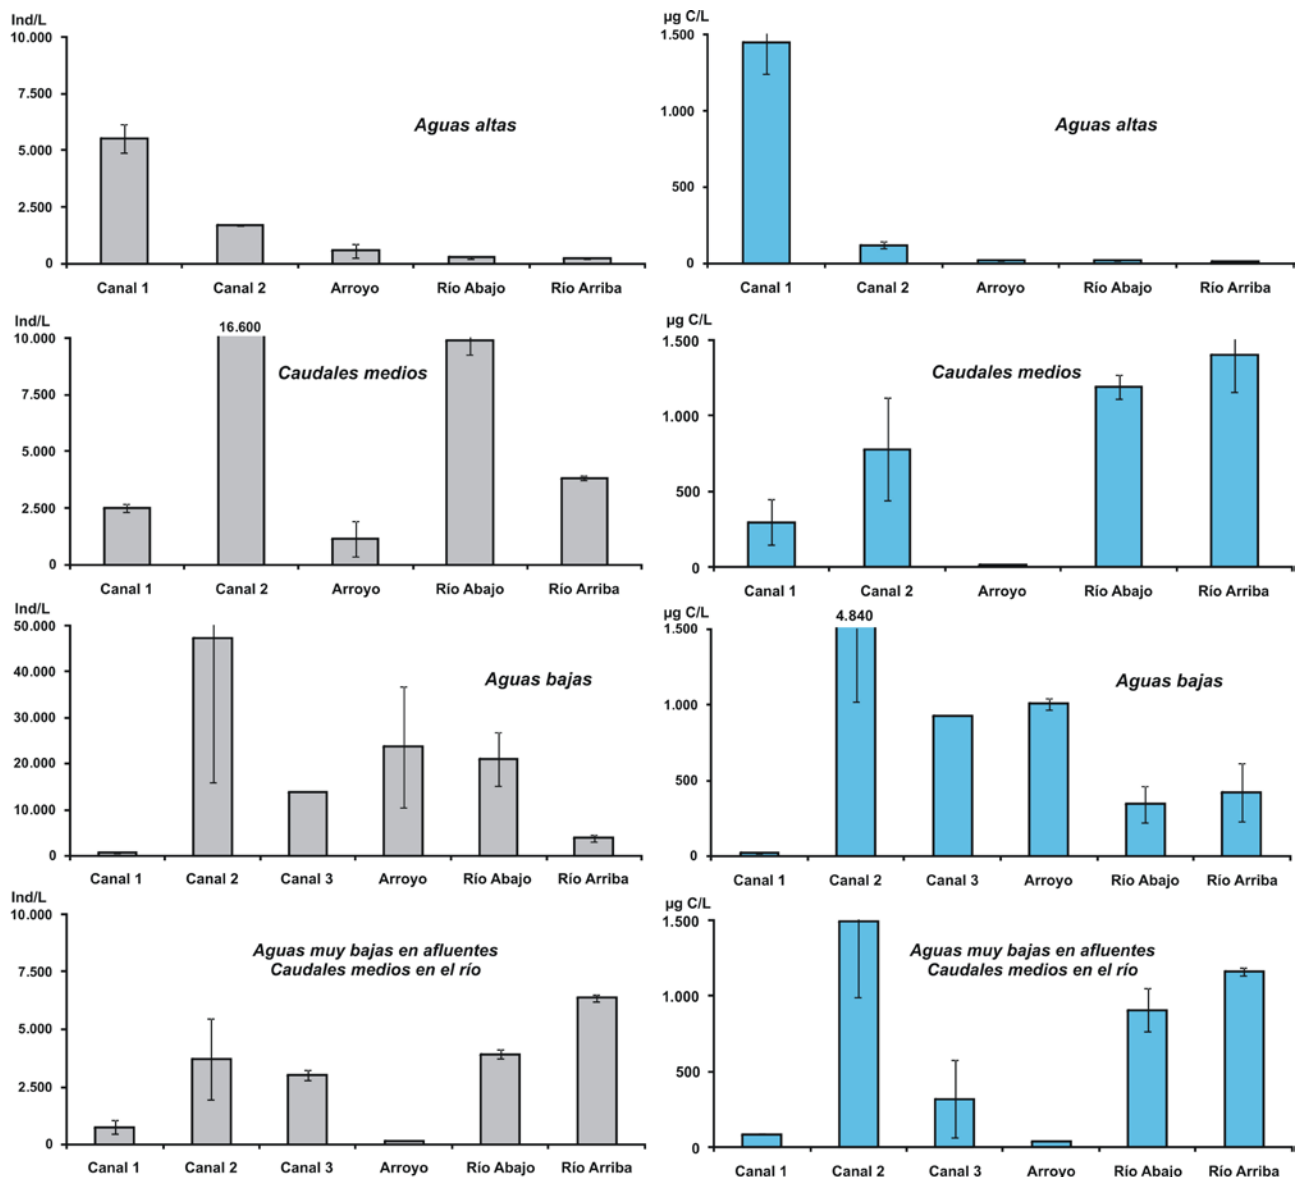 Ind/L
10.000
7.500
5.000
2.500
0
Aguas altas
Canal 1 Canal 2 Arroyo Río Abajo Río Arriba
µg C/L
1.500
1.000
500
0
Aguas altas
Canal 1 Canal 2 Arroyo Río Abajo Río Arriba
Ind/L
10.000
7.500
5.000
2.500
0
16.600
Caudales medios
Canal 1 Canal 2 Arroyo Río Abajo Río Arriba
µg C/L
1.500
1.000
500
0
Caudales medios
Canal 1 Canal 2 Arroyo Río Abajo Río Arriba
Ind/L
50.000
40.000
30.000
20.000
10.000
0
Aguas bajas
Canal 1 Canal 2 Canal 3 Arroyo Río Abajo Río Arriba
µg C/L
1.500
1.000
500
0
4.840
Aguas bajas
Canal 1 Canal 2 Canal 3 Arroyo Río Abajo Río Arriba
Ind/L
10.000
7.500
5.000
2.500
0
Aguas muy bajas en afluentes
Caudales medios en el río
Canal 1 Canal 2 Canal 3 Arroyo Río Abajo Río Arriba
µg C/L
1.500
1.000
500
0
Aguas muy bajas en afluentes
Caudales medios en el río
Canal 1 Canal 2 Canal 3 Arroyo Río Abajo Río Arriba